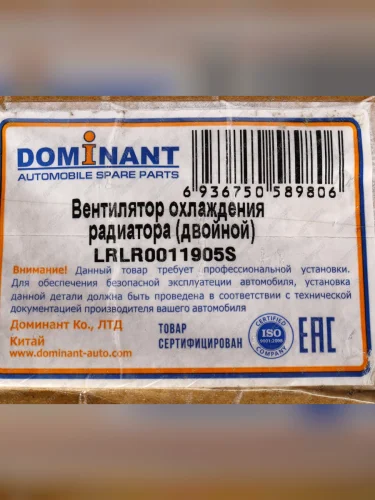 DOMiNANT
AUTOMOBILE SPARE PARTS
6 936750 589806
Вентилятор охлаждения
радиатора (двойной)
LRLR0011905S
Внимание! Данный товар требует профессиональной установки.
Для обеспечения безопасной эксплуатации автомобиля, установка
данной детали должна быть проведена в соответствии с технической
документацией производителя вашего автомобиля
Доминант Ко., ЛТД
Китай
www.dominant-auto.com
ТОВАР
СЕРТИФИЦИРОВАН
CERTIFIED
ISO
9001:2008
COMPANY
EAC